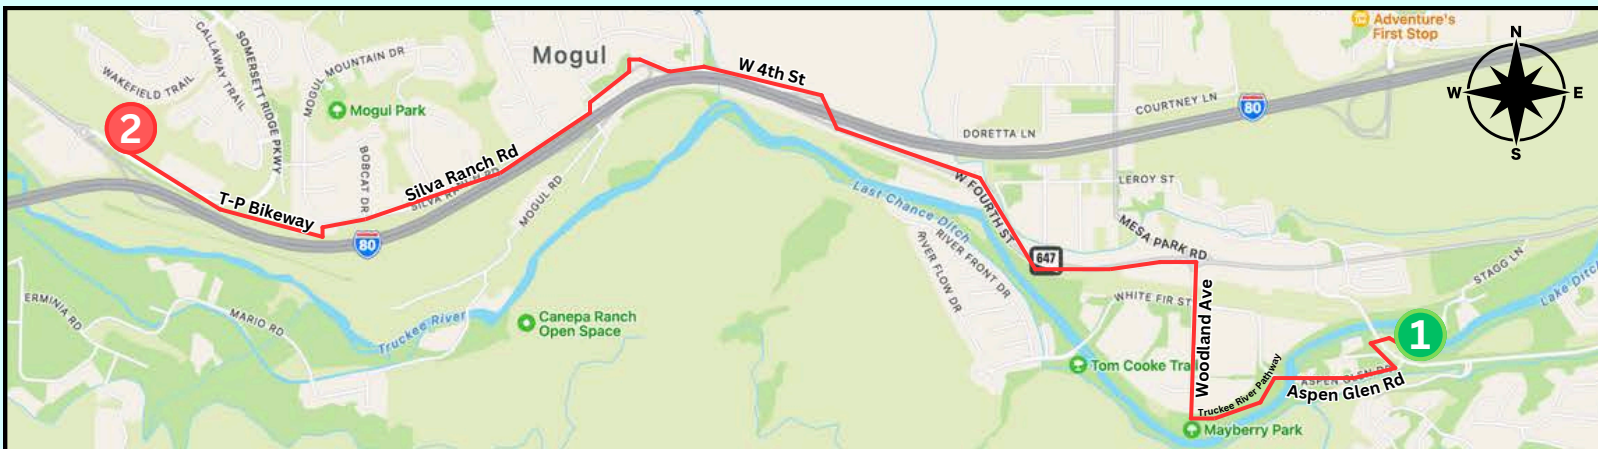 Adventure's
First Stop
N
W
E
S
CALLAWAY TRAIL
SOMERSETT RIDGE PKWY
WAKEFIELD TRAIL
MOGUL MOUNTAIN DR
Mogul
W 4th St
80
COURTNEY LN
Mogul Park
2
DORETTA LN
BOBCAT DR
Silva Ranch Rd
T-P Bikeway
80
MOGUL RD
Last Chance Ditch
W FOURTH ST
LEROY ST
MESA PARK RD
RIVER FRONT DR
RIVER FLOW DR
647
STAGG LN
Lake Ditch
ERMINIA RD
MARIO RD
Truckee River
Canepa Ranch
Open Space
WHITE FIR ST
Woodland Ave
1
Tom Cooke Trail
Truckee River Pathway
ASPEN GLEN DR
Aspen Glen Rd
Mayberry Park